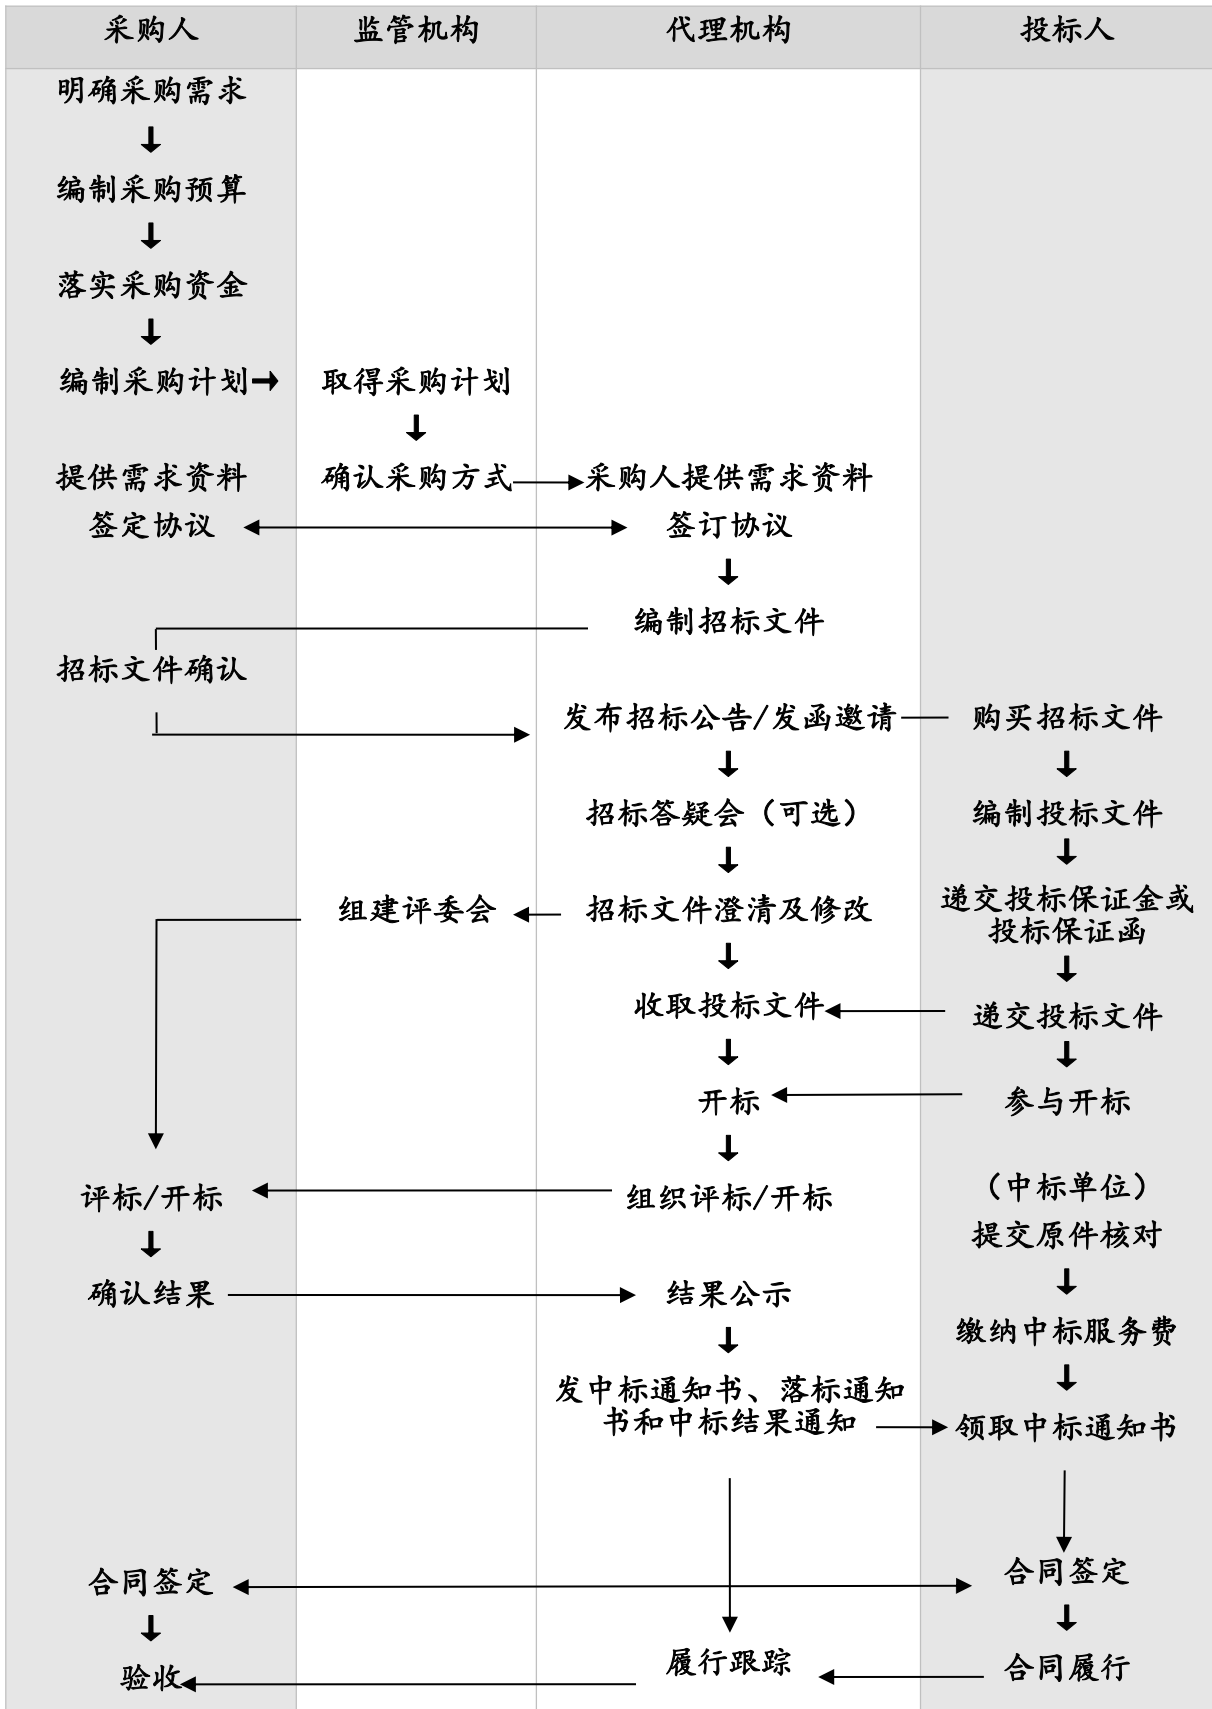 采购人
监管机构
代理机构
投标人
明确采购需求
编制采购预算
落实采购资金
编制采购计划
取得采购计划
提供需求资料
确认采购方式
采购人提供需求资料
签定协议
签订协议
编制招标文件
招标文件确认
发布招标公告/发函邀请
购买招标文件
招标答疑会（可选）
编制投标文件
组建评委会
招标文件澄清及修改
递交投标保证金或
投标保证函
收取投标文件
递交投标文件
开标
参与开标
评标/开标
组织评标/开标
（中标单位）
提交原件核对
确认结果
结果公示
缴纳中标服务费
发中标通知书、落标通知
书和中标结果通知
领取中标通知书
合同签定
合同签定
验收
履行跟踪
合同履行